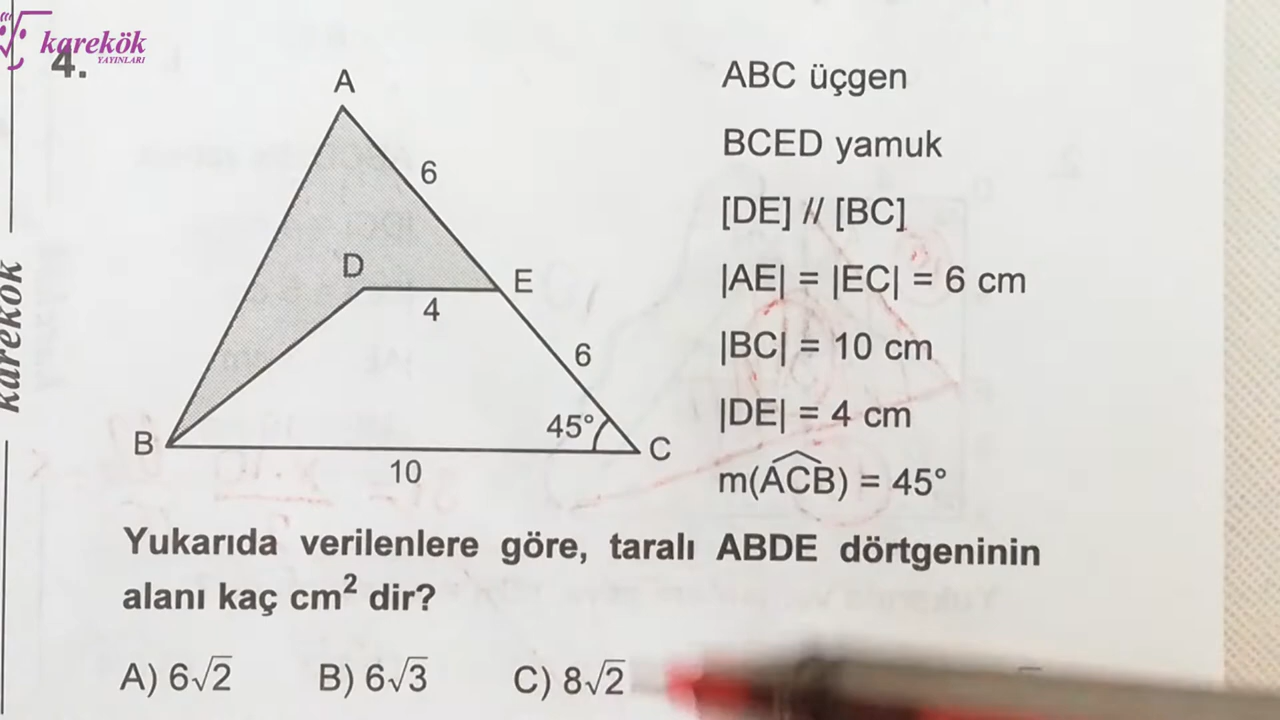 karekök
YAYINLARI
4.
karekök
A
6
D
E
4
6
45°
B
C
10
ABC üçgen
BCED yamuk
[DE] // [BC]
|AE| = |EC| = 6 cm
|BC| = 10 cm
|DE| = 4 cm
m(ACB) = 45°
Yukarıda verilenlere göre, taralı ABDE dörtgeninin
alanı kaç cm² dir?
A) 6√2 B) 6√3 C) 8√2